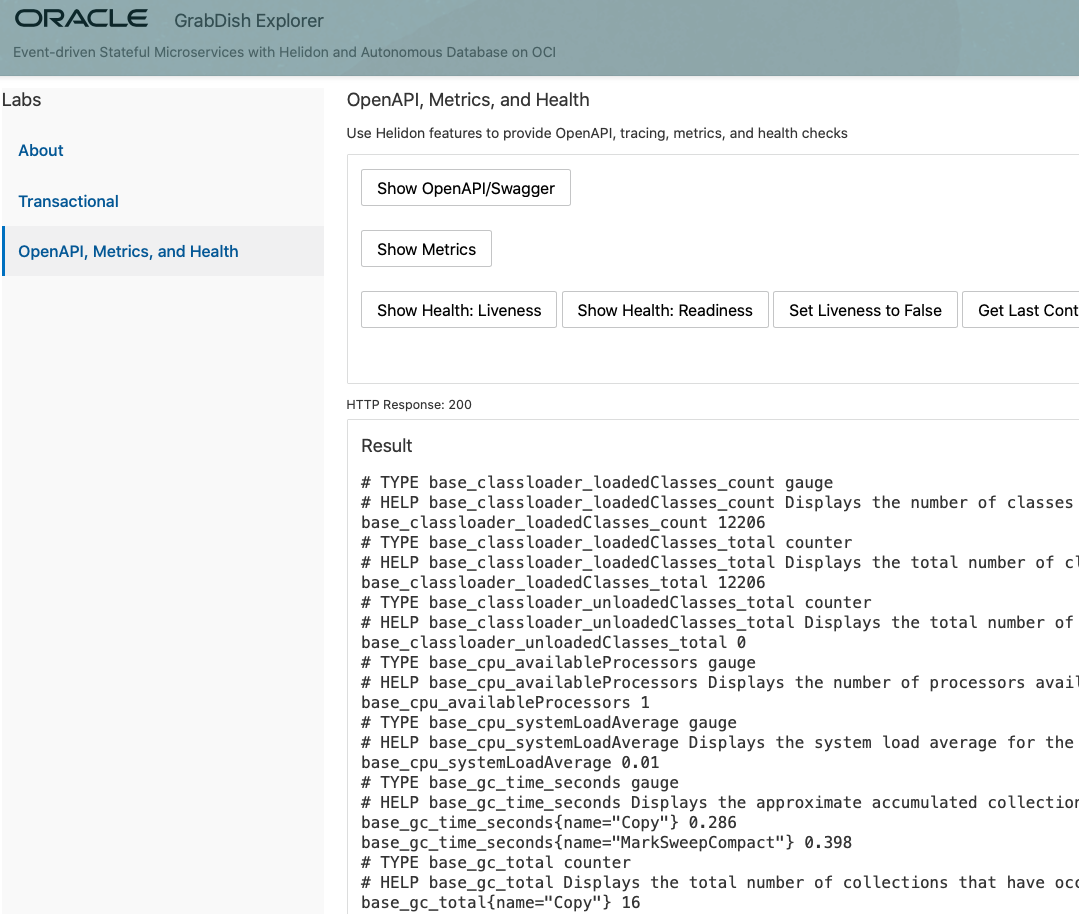 ORACLE GrabDish Explorer
Event-driven Stateful Microservices with Helidon and Autonomous Database on OCI
Labs
About
Transactional
OpenAPI, Metrics, and Health
OpenAPI, Metrics, and Health
Use Helidon features to provide OpenAPI, tracing, metrics, and health checks
Show OpenAPI/Swagger
Show Metrics
Show Health: Liveness Show Health: Readiness Set Liveness to False Get Last Cont
HTTP Response: 200
Result
# TYPE base_classloader_loadedClasses_count gauge
# HELP base_classloader_loadedClasses_count Displays the number of classes
base_classloader_loadedClasses_count 12206
# TYPE base_classloader_loadedClasses_total counter
# HELP base_classloader_loadedClasses_total Displays the total number of cl
base_classloader_loadedClasses_total 12206
# TYPE base_classloader_unloadedClasses_total counter
# HELP base_classloader_unloadedClasses_total Displays the total number of
base_classloader_unloadedClasses_total 0
# TYPE base_cpu_availableProcessors gauge
# HELP base_cpu_availableProcessors Displays the number of processors avail
base_cpu_availableProcessors 1
# TYPE base_cpu_systemLoadAverage gauge
# HELP base_cpu_systemLoadAverage Displays the system load average for the
base_cpu_systemLoadAverage 0.01
# TYPE base_gc_time_seconds gauge
# HELP base_gc_time_seconds Displays the approximate accumulated collection
base_gc_time_seconds{name="Copy"} 0.286
base_gc_time_seconds{name="MarkSweepCompact"} 0.398
# TYPE base_gc_total counter
# HELP base_gc_total Displays the total number of collections that have occ
base_gc_total{name="Copy"} 16